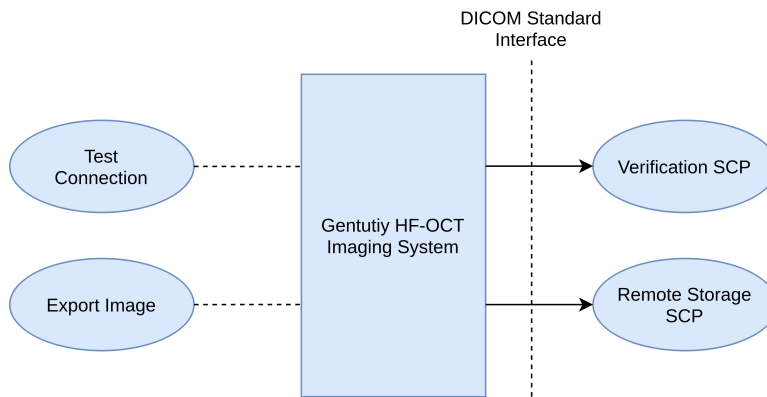 DICOM Standard
Interface
Test
Connection
Verification SCP
Gentutiy HF-OCT
Imaging System
Export Image
Remote Storage
SCP